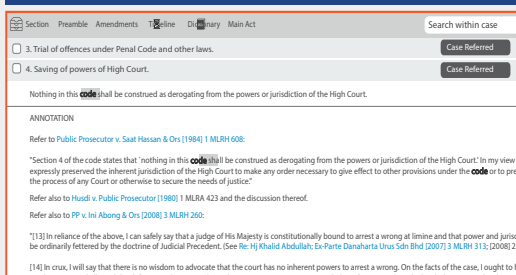 Section Preamble Amendments Timeline Dictionary Main Act Search within case
3. Trial of offences under Penal Code and other laws. Case Referred
4. Saving of powers of High Court. Case Referred
Nothing in this code shall be construed as derogating from the powers or jurisdiction of the High Court.
ANNOTATION
Refer to Public Prosecutor v. Saat Hassan & Ors [1984] 1 MLRH 608:
"Section 4 of the code states that `nothing in this code shall be construed as derogating from the powers or jurisdiction of the High Court.' In my view
expressly preserved the inherent jurisdiction of the High Court to make any order necessary to give effect to other provisions under the code or to pre
the process of any Court or otherwise to secure the needs of justice."
Refer also to Husdi v. Public Prosecutor [1980] 1 MLRA 423 and the discussion thereof.
Refer also to PP v. Ini Abong & Ors [2008] 3 MLRH 260:
"[13] In reliance of the above, I can safely say that a judge of His Majesty is constitutionally bound to arrest a wrong at limine and that power and jurisc
be ordinarily fettered by the doctrine of Judicial Precedent. (See Re: Hj Khalid Abdullah; Ex-Parte Danaharta Urus Sdn Bhd [2007] 3 MLRH 313; [2008] 2
[14] In crux, I will say that there is no wisdom to advocate that the court has no inherent powers to arrest a wrong. On the facts of the case, I ought to h